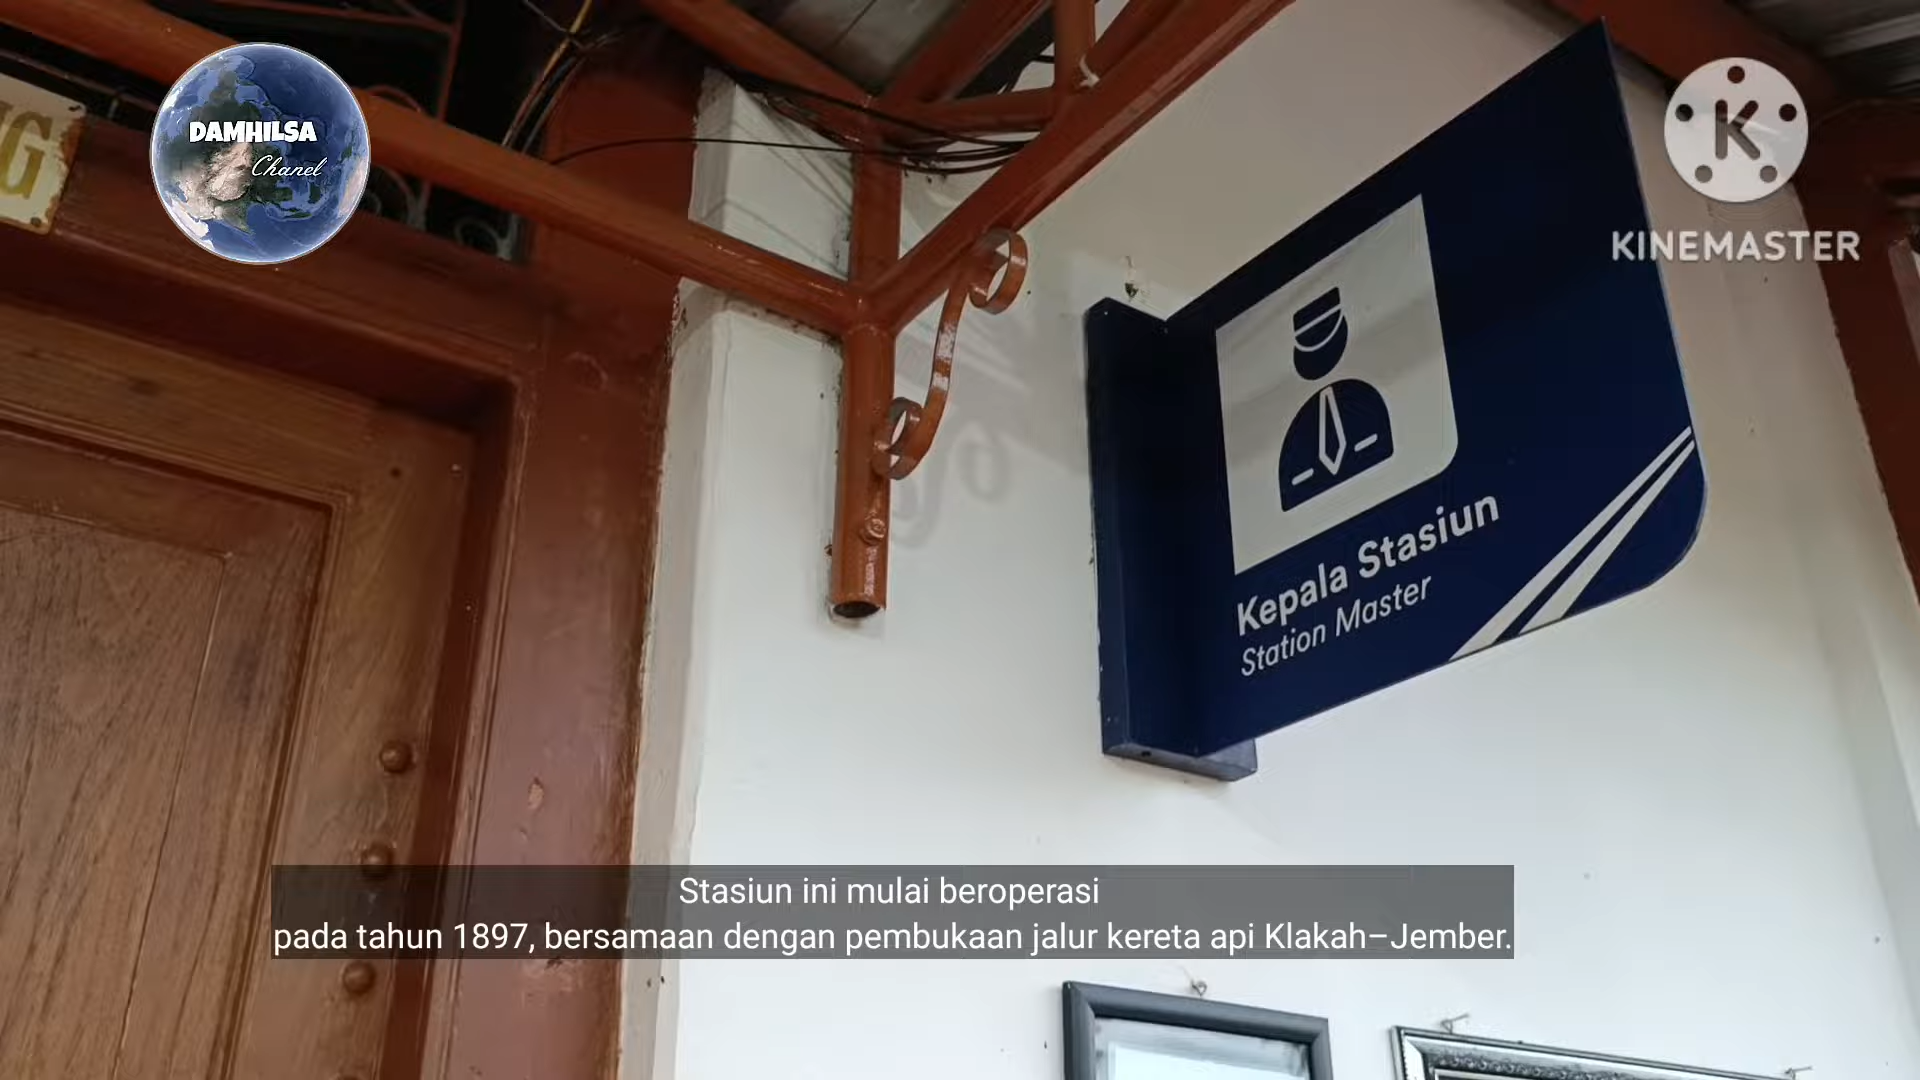 NG
DAMHILSA
Chanel
K
KINEMASTER
Kepala Stasiun
Station Master
Stasiun ini mulai beroperasi
pada tahun 1897, bersamaan dengan pembukaan jalur kereta api Klakah–Jember.